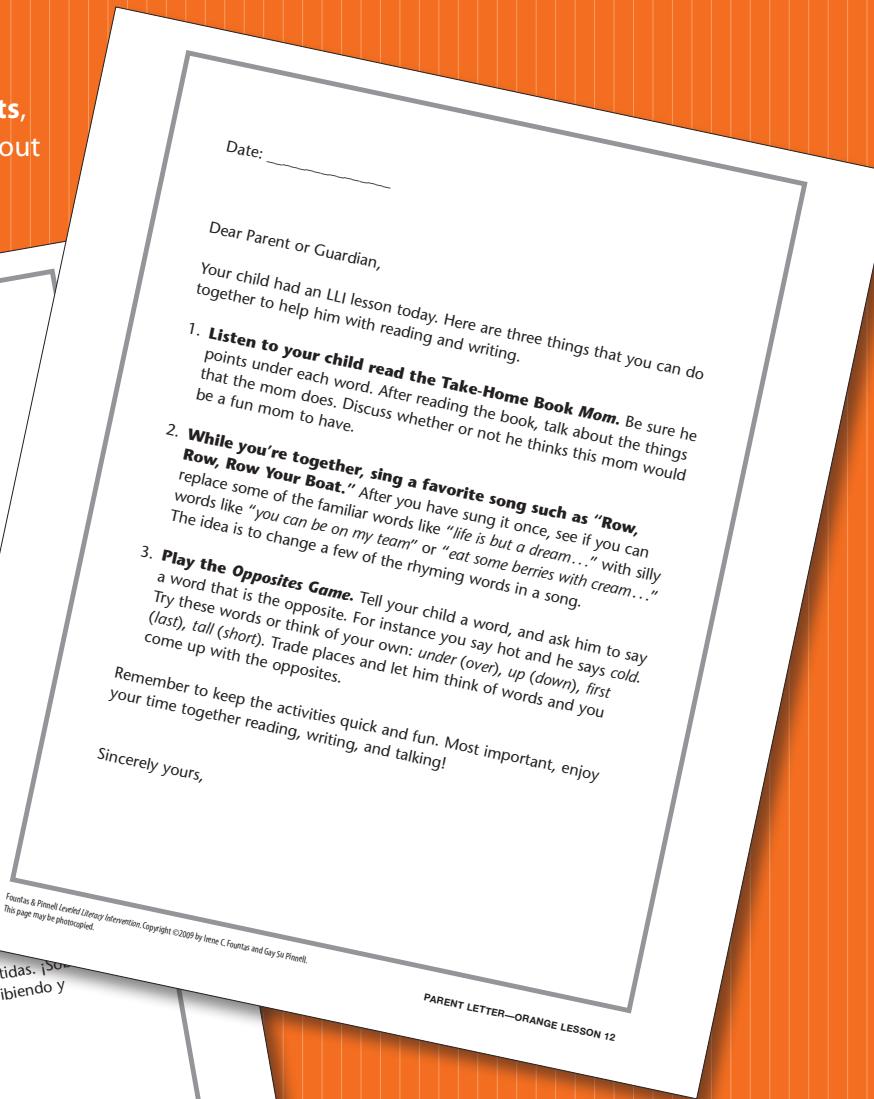 ts,
out
Date: _______________
Dear Parent or Guardian,
Your child had an LLI lesson today. Here are three things that you can do
together to help him with reading and writing.
1. Listen to your child read the Take-Home Book Mom. Be sure he
points under each word. After reading the book, talk about the things
that the mom does. Discuss whether or not he thinks this mom would
be a fun mom to have.
2. While you’re together, sing a favorite song such as “Row,
Row, Row Your Boat.” After you have sung it once, see if you can
replace some of the familiar words like “life is but a dream…” with silly
words like “you can be on my team” or “eat some berries with cream…”
The idea is to change a few of the rhyming words in a song.
3. Play the Opposites Game. Tell your child a word, and ask him to say
a word that is the opposite. For instance you say hot and he says cold.
Try these words or think of your own: under (over), up (down), first
(last), tall (short). Trade places and let him think of words and you
come up with the opposites.
Remember to keep the activities quick and fun. Most important, enjoy
your time together reading, writing, and talking!
Sincerely yours,
Fountas & Pinnell Leveled Literacy Intervention. Copyright ©2009 by Irene C. Fountas and Gay Su Pinnell.
This page may be photocopied.
PARENT LETTER—ORANGE LESSON 12
tidas.
ibiendo y